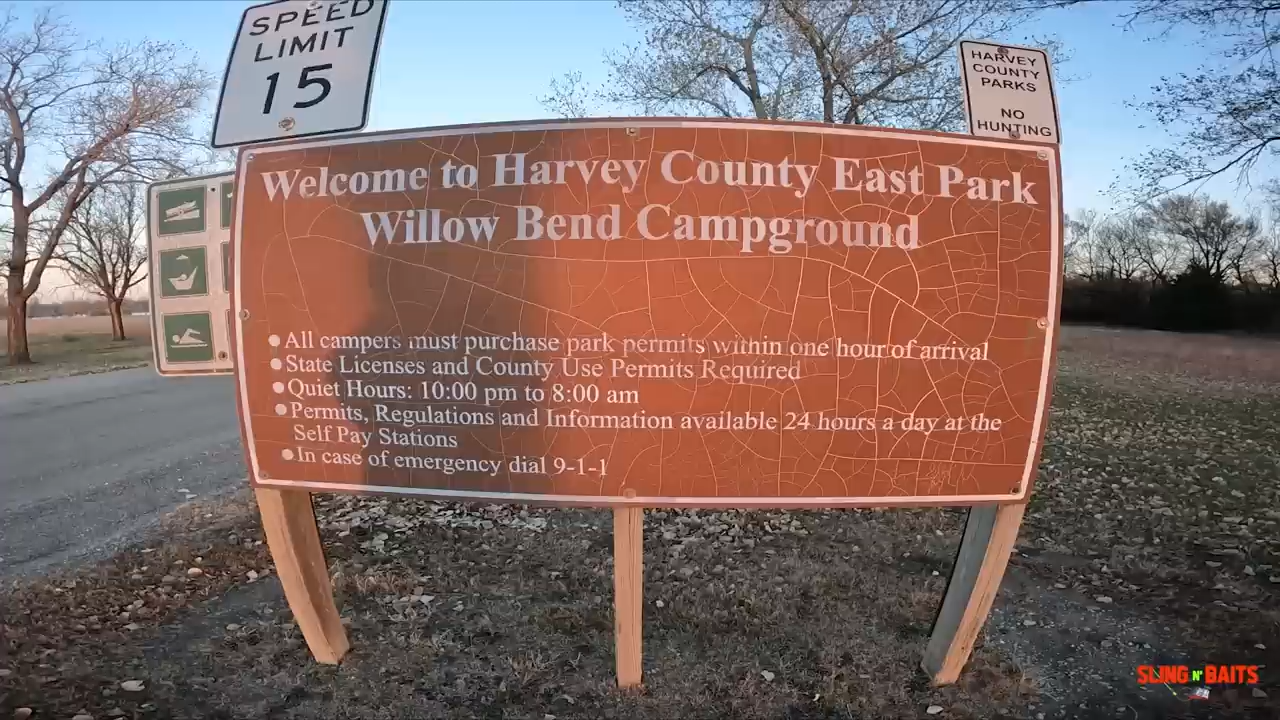 SPEED
LIMIT
15
HARVEY
COUNTY
PARKS
NO
HUNTING
Welcome to Harvey County East Park
Willow Bend Campground
●All campers must purchase park permits within one hour of arrival
●State Licenses and County Use Permits Required
●Quiet Hours: 10:00 pm to 8:00 am
●Permits, Regulations and Information available 24 hours a day at the
Self Pay Stations
●In case of emergency dial 9-1-1
SLING N' BAITS